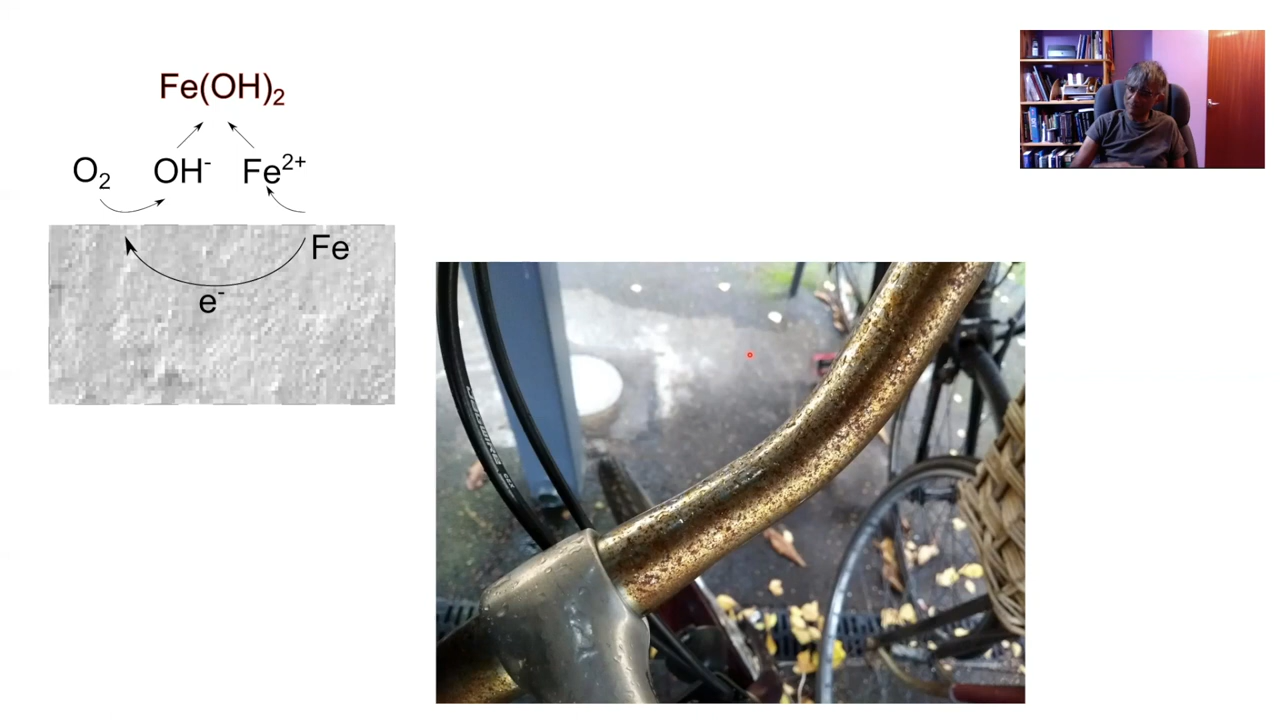 Fe(OH)₂
O₂ OH⁻ Fe²⁺
Fe
e⁻